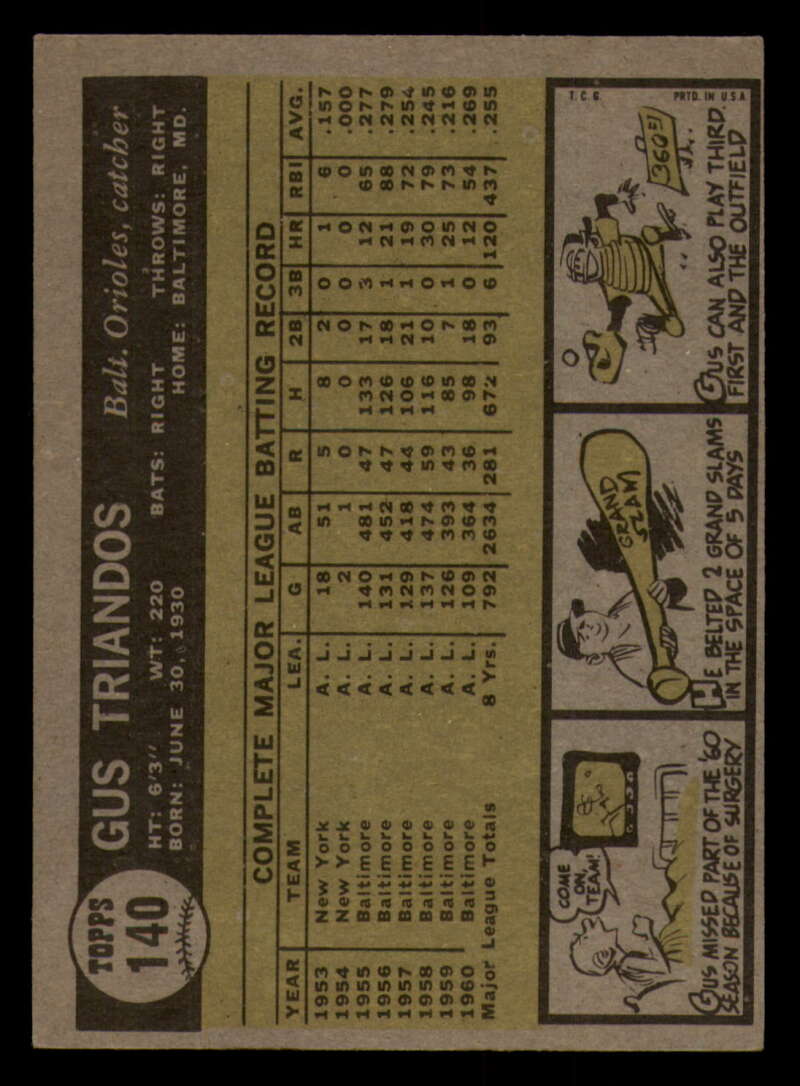 TOPPS
140
GUS TRIANDOS Balt. Orioles, catcher
HT: 6'3" WT: 220 BATS: RIGHT THROWS: RIGHT
BORN: JUNE 30, 1930 HOME: BALTIMORE, MD.
COMPLETE MAJOR LEAGUE BATTING RECORD
YEAR TEAM LEA. G AB R H 2B 3B HR RBI AVG.
1953 New York A. L. 18 51 5 8 2 0 1 6 .157
1954 New York A. L. 2 1 0 0 0 0 0 0 .000
1955 Baltimore A. L. 140 481 47 133 17 3 12 65 .277
1956 Baltimore A. L. 131 452 47 126 18 1 21 88 .279
1957 Baltimore A. L. 129 418 44 106 21 1 19 72 .254
1958 Baltimore A. L. 137 474 59 116 10 0 30 79 .245
1959 Baltimore A. L. 126 393 43 85 7 1 25 73 .216
1960 Baltimore A. L. 109 364 36 98 18 0 12 54 .269
Major League Totals 8 Yrs. 792 2634 281 672 93 6 120 437 .255
COME
ON,
TEAM!
GUS MISSED PART OF THE '60
SEASON BECAUSE OF SURGERY
GRAND
SLAM
HE BELTED 2 GRAND SLAMS
IN THE SPACE OF 5 DAYS
T.C.G. PRTD. IN U.S.A.
360 FT
GUS CAN ALSO PLAY THIRD,
FIRST AND THE OUTFIELD